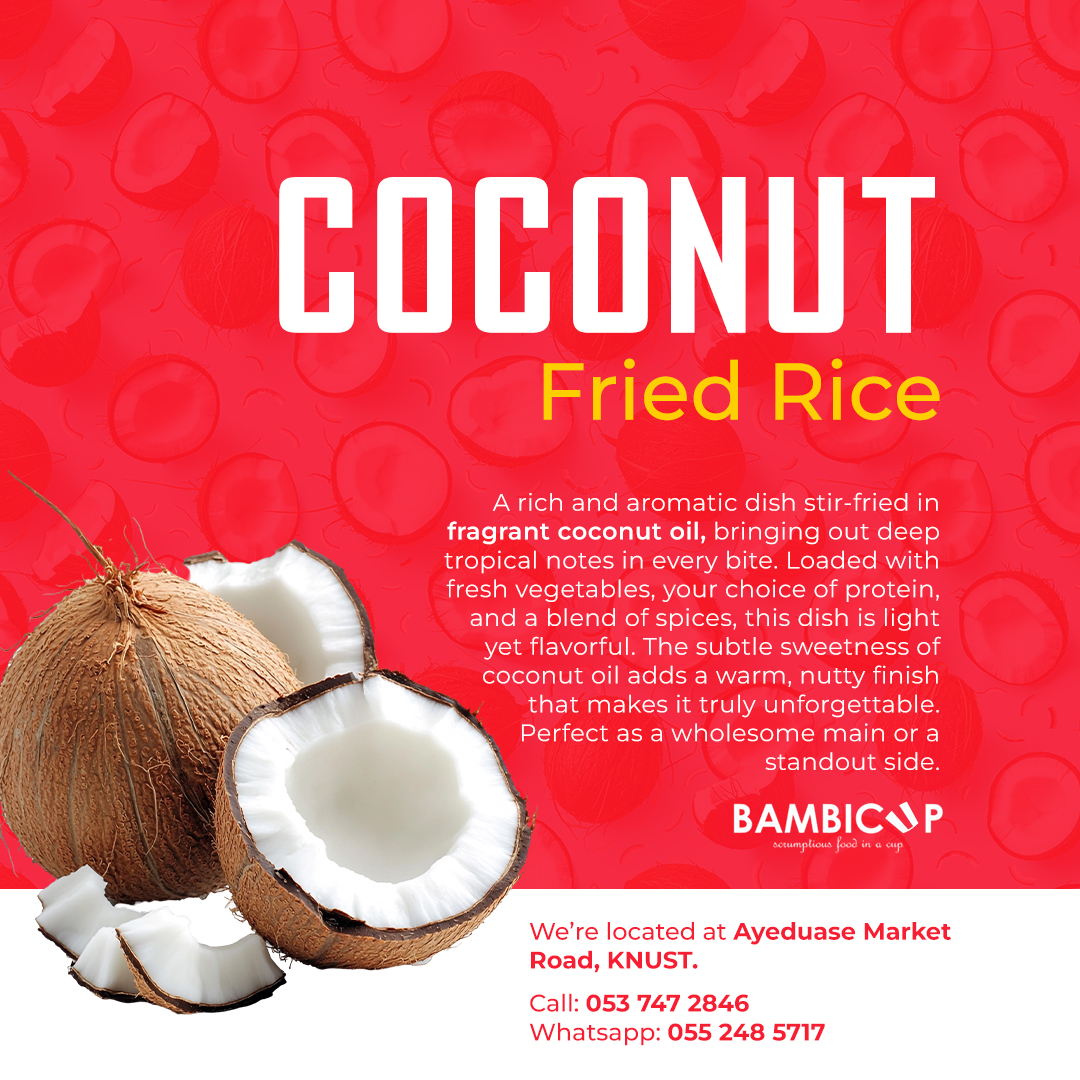 COCONUT
Fried Rice
A rich and aromatic dish stir-fried in
fragrant coconut oil, bringing out deep
tropical notes in every bite. Loaded with
fresh vegetables, your choice of protein,
and a blend of spices, this dish is light
yet flavorful. The subtle sweetness of
coconut oil adds a warm, nutty finish
that makes it truly unforgettable.
Perfect as a wholesome main or a
standout side.
BAMBICUP
scrumptious food in a cup
We’re located at Ayeduase Market
Road, KNUST.
Call: 053 747 2846
Whatsapp: 055 248 5717